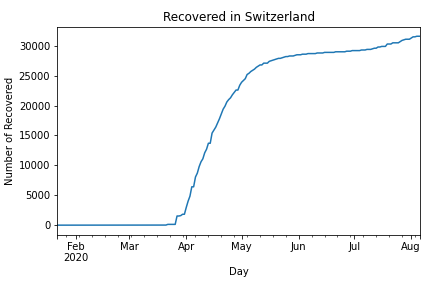 Recovered in Switzerland
Number of Recovered
30000
25000
20000
15000
10000
5000
0
Feb Mar Apr May Jun Jul Aug
2020
Day